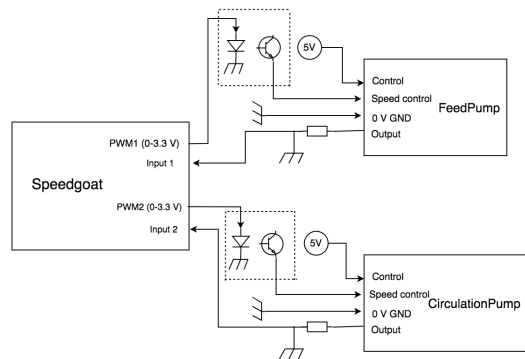 5V
Control
Speed control
FeedPump
0 V GND
Output
PWM1 (0-3.3 V)
Input 1
Speedgoat
PWM2 (0-3.3 V)
Input 2
5V
Control
Speed control
CirculationPump
0 V GND
Output